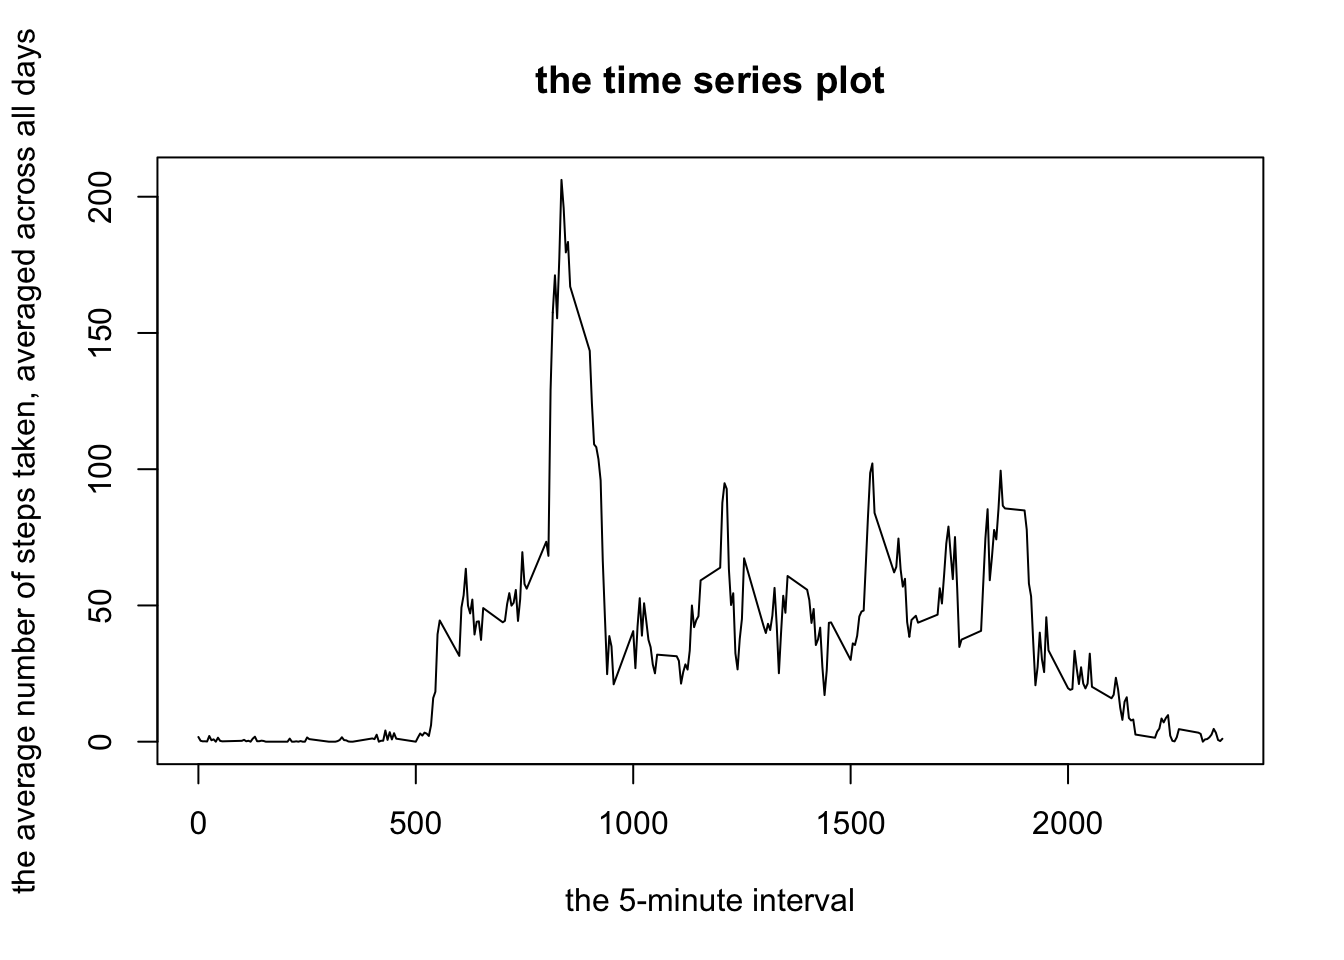 the time series plot
the average number of steps taken, averaged across all days
200
150
100
50
0
0 500 1000 1500 2000
the 5-minute interval